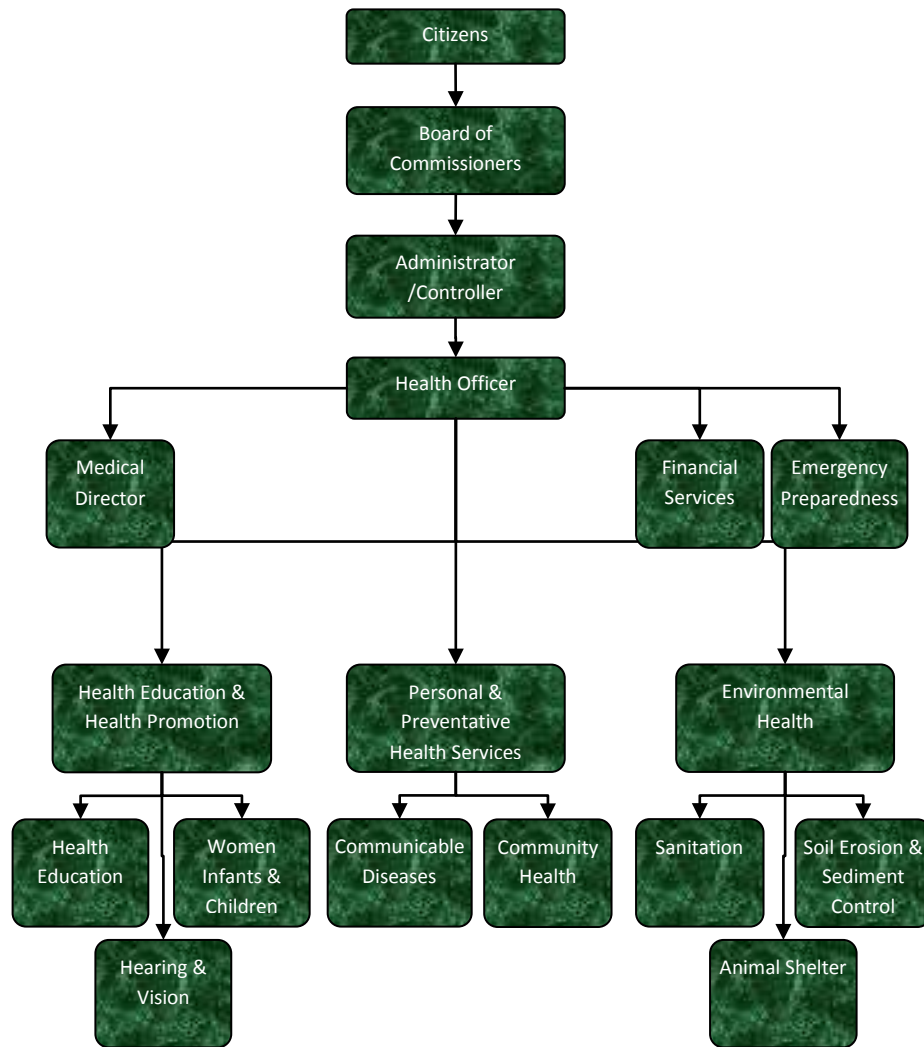 Citizens
Board of
Commissioners
Administrator
/Controller
Health Officer
Medical
Director
Financial
Services
Emergency
Preparedness
Health Education &
Health Promotion
Personal &
Preventative
Health Services
Environmental
Health
Health
Education
Women
Infants &
Children
Communicable
Diseases
Community
Health
Sanitation
Soil Erosion &
Sediment
Control
Hearing &
Vision
Animal Shelter